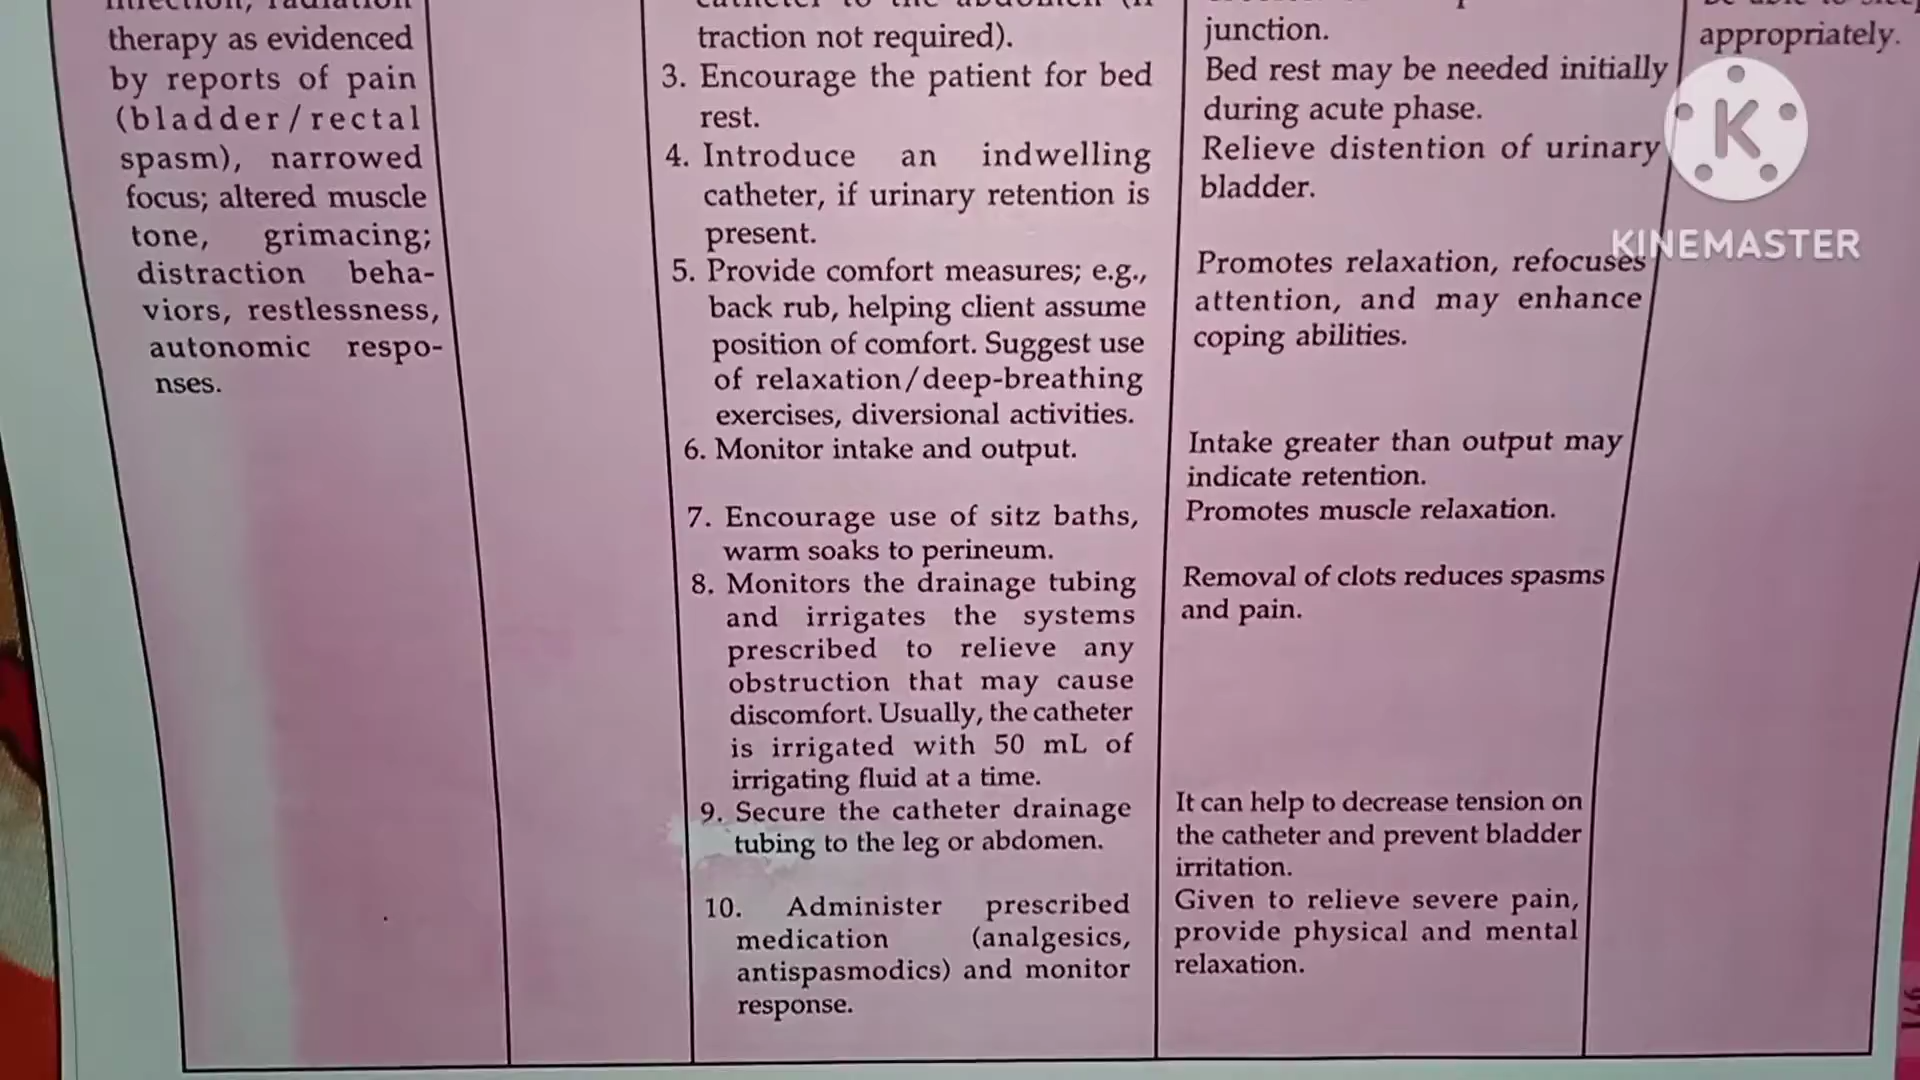 therapy as evidenced
by reports of pain
(bladder/rectal
spasm), narrowed
focus; altered muscle
tone, grimacing;
distraction beha-
viors, restlessness,
autonomic respo-
nses.
traction not required).
3. Encourage the patient for bed
rest.
4. Introduce an indwelling
catheter, if urinary retention is
present.
5. Provide comfort measures; e.g.,
back rub, helping client assume
position of comfort. Suggest use
of relaxation/deep-breathing
exercises, diversional activities.
6. Monitor intake and output.
7. Encourage use of sitz baths,
warm soaks to perineum.
8. Monitors the drainage tubing
and irrigates the systems
prescribed to relieve any
obstruction that may cause
discomfort. Usually, the catheter
is irrigated with 50 mL of
irrigating fluid at a time.
9. Secure the catheter drainage
tubing to the leg or abdomen.
10. Administer prescribed
medication (analgesics,
antispasmodics) and monitor
response.
junction.
Bed rest may be needed initially
during acute phase.
Relieve distention of urinary
bladder.
Promotes relaxation, refocuses
attention, and may enhance
coping abilities.
Intake greater than output may
indicate retention.
Promotes muscle relaxation.
Removal of clots reduces spasms
and pain.
It can help to decrease tension on
the catheter and prevent bladder
irritation.
Given to relieve severe pain,
provide physical and mental
relaxation.
appropriately.
K
KINEMASTER